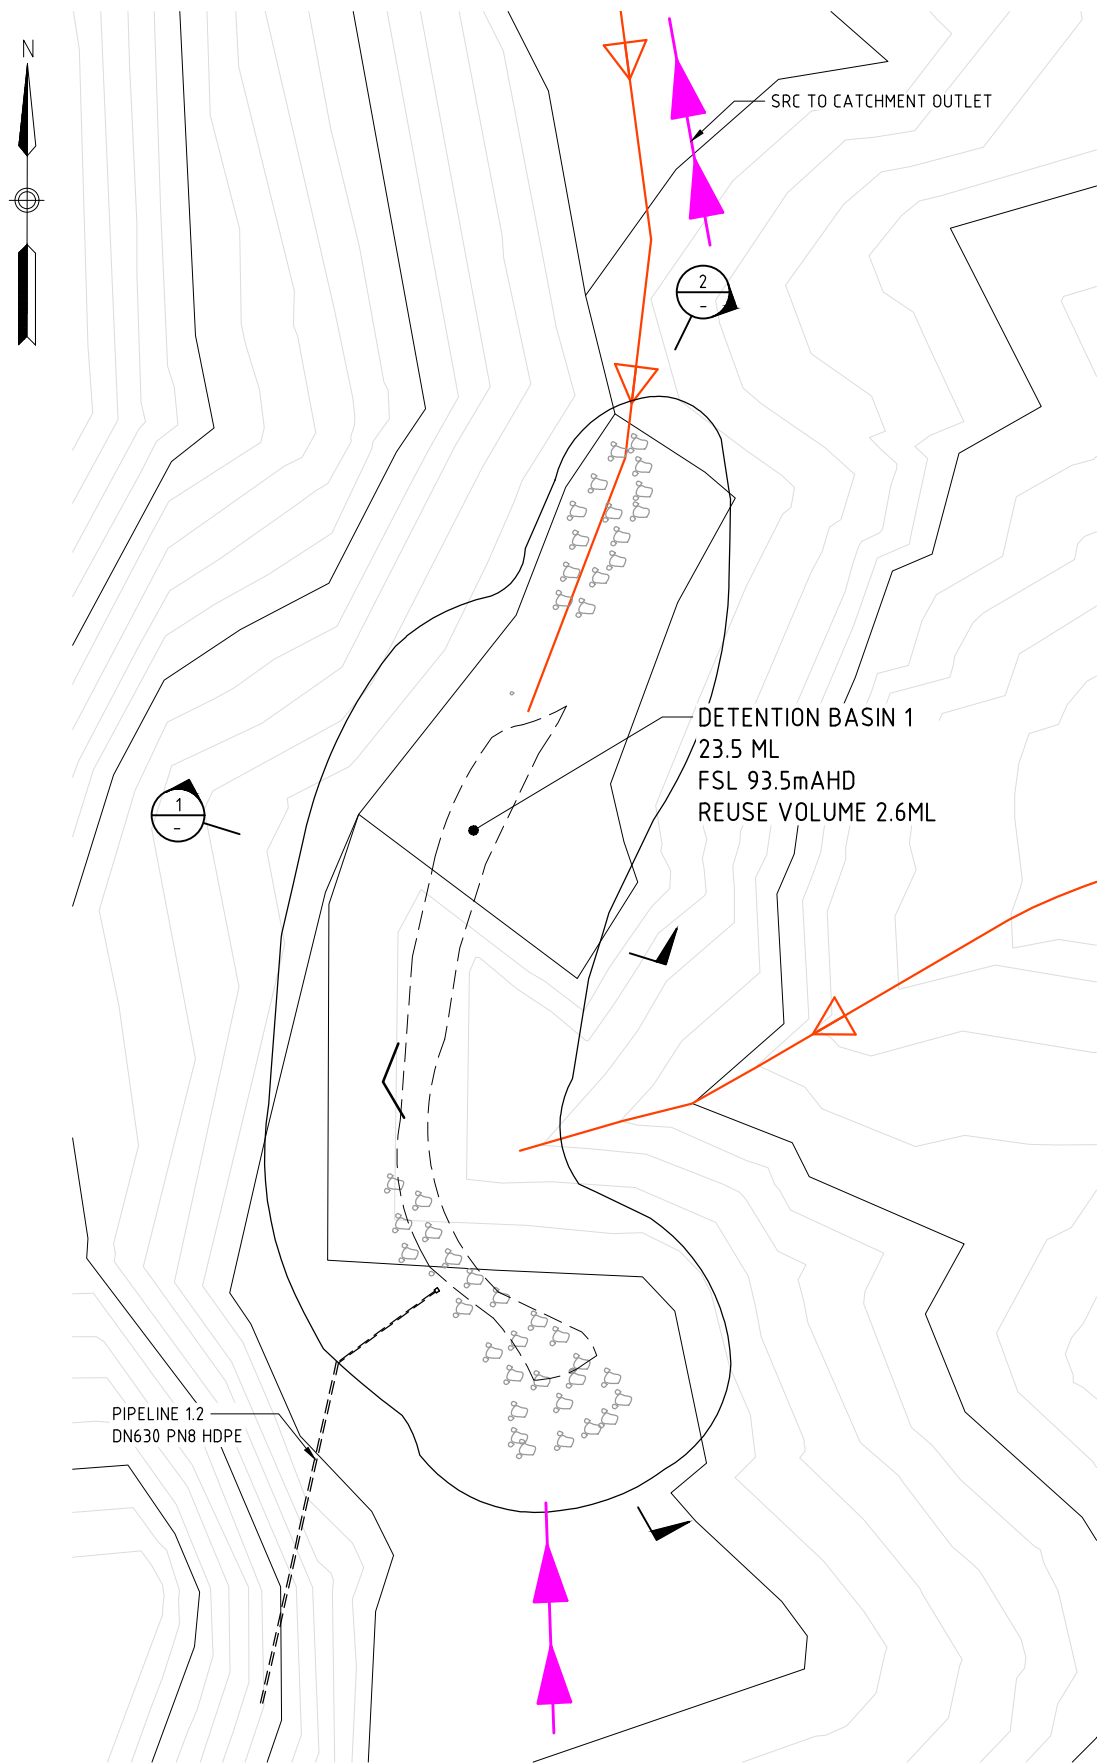 N
SRC TO CATCHMENT OUTLET
2
-
DETENTION BASIN 1
23.5 ML
FSL 93.5mAHD
REUSE VOLUME 2.6ML
1
-
PIPELINE 1.2
DN630 PN8 HDPE